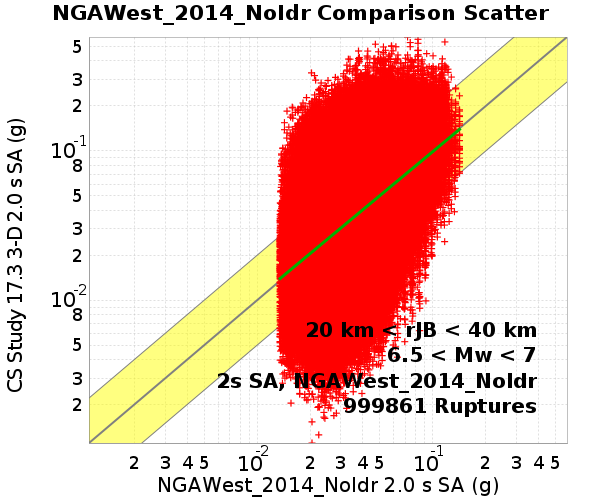 NGAWest_2014_NoIdr Comparison Scatter
CS Study 17.3 3-D 2.0 s SA (g)
5
3
2
10-1
8
5
3
2
10-2
8
5
3
2
20 km < rJB < 40 km
6.5 < Mw < 7
2s SA, NGAWest_2014_NoIdr
999861 Ruptures
2 3 4 5 10-2 2 3 4 5 10-1 2 3 4 5
NGAWest_2014_NoIdr 2.0 s SA (g)